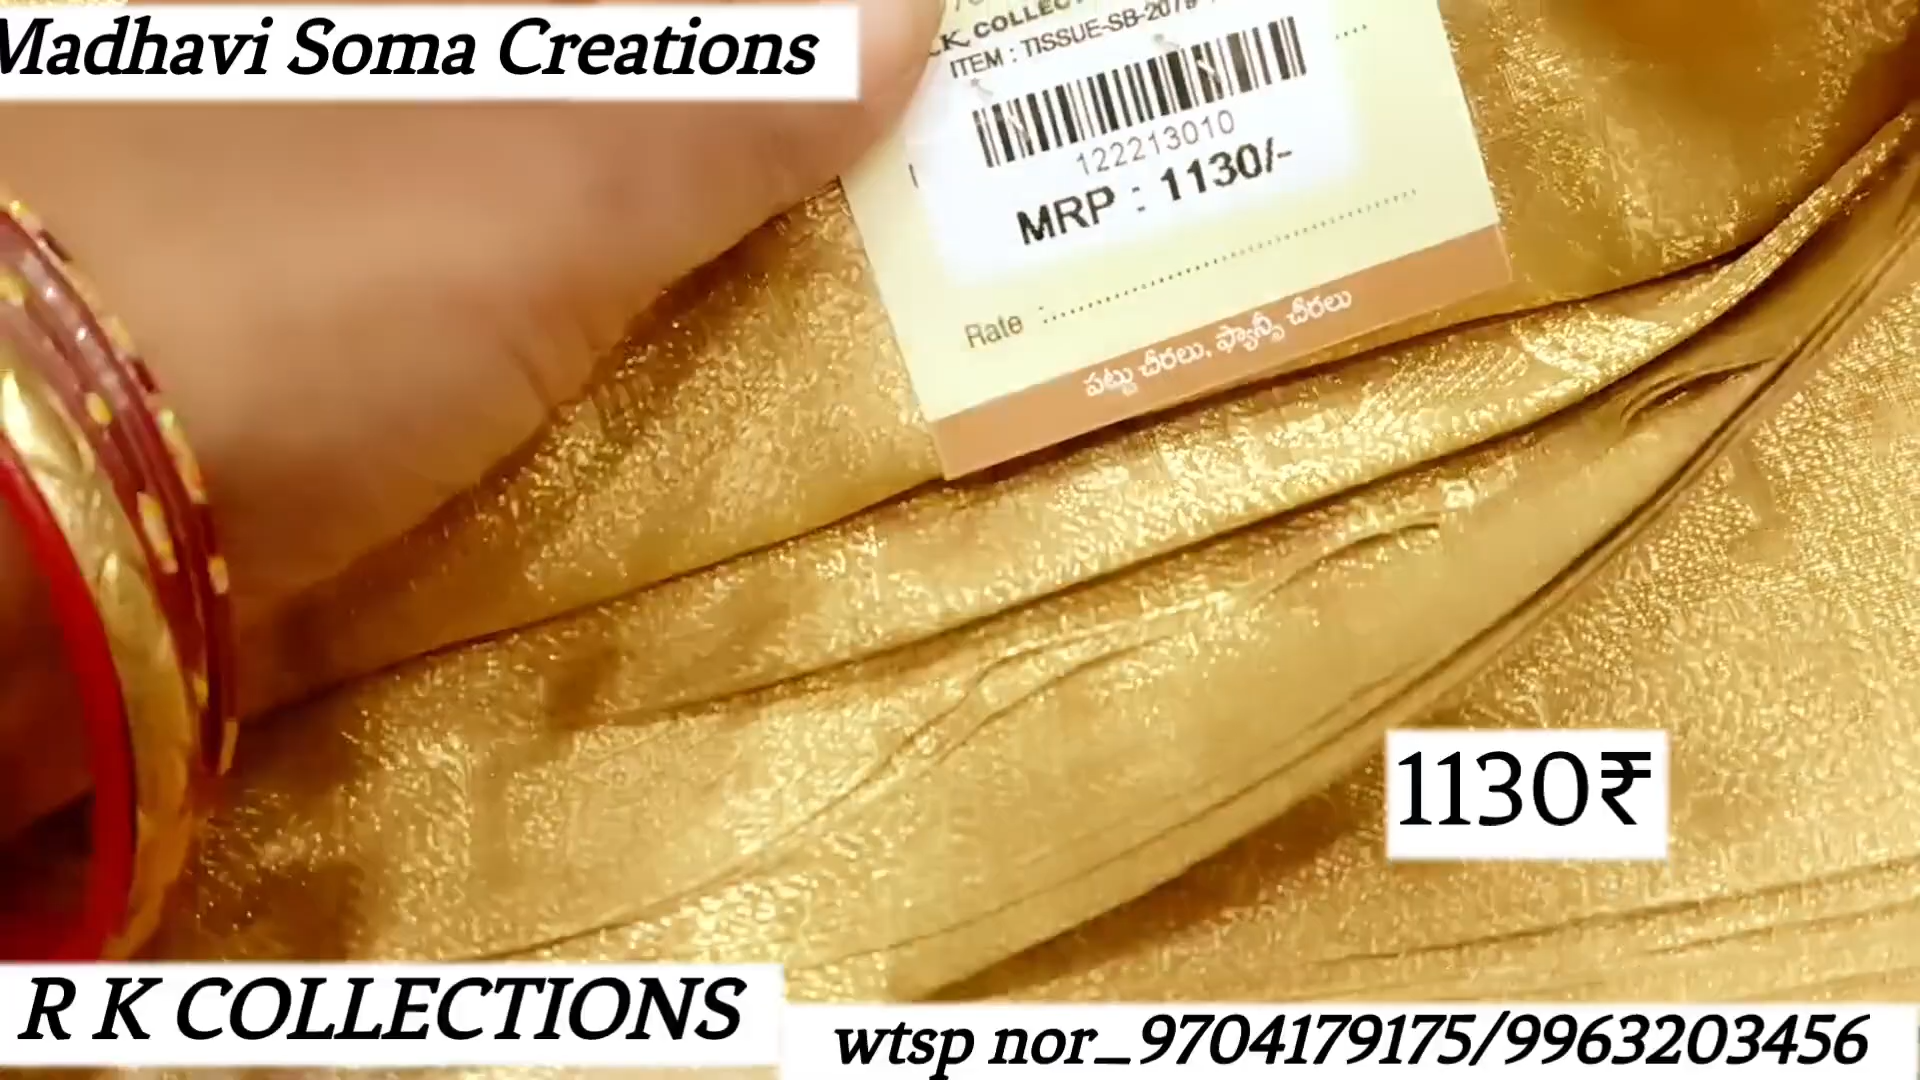 Madhavi Soma Creations
COLLEC
ITEM : TISSUE-SB-2079
122213010
MRP : 1130/-
Rate :
పట్టు చీరలు, ఫ్యాన్సీ చీరలు
1130₹
R K COLLECTIONS
wtsp nor_9704179175/9963203456